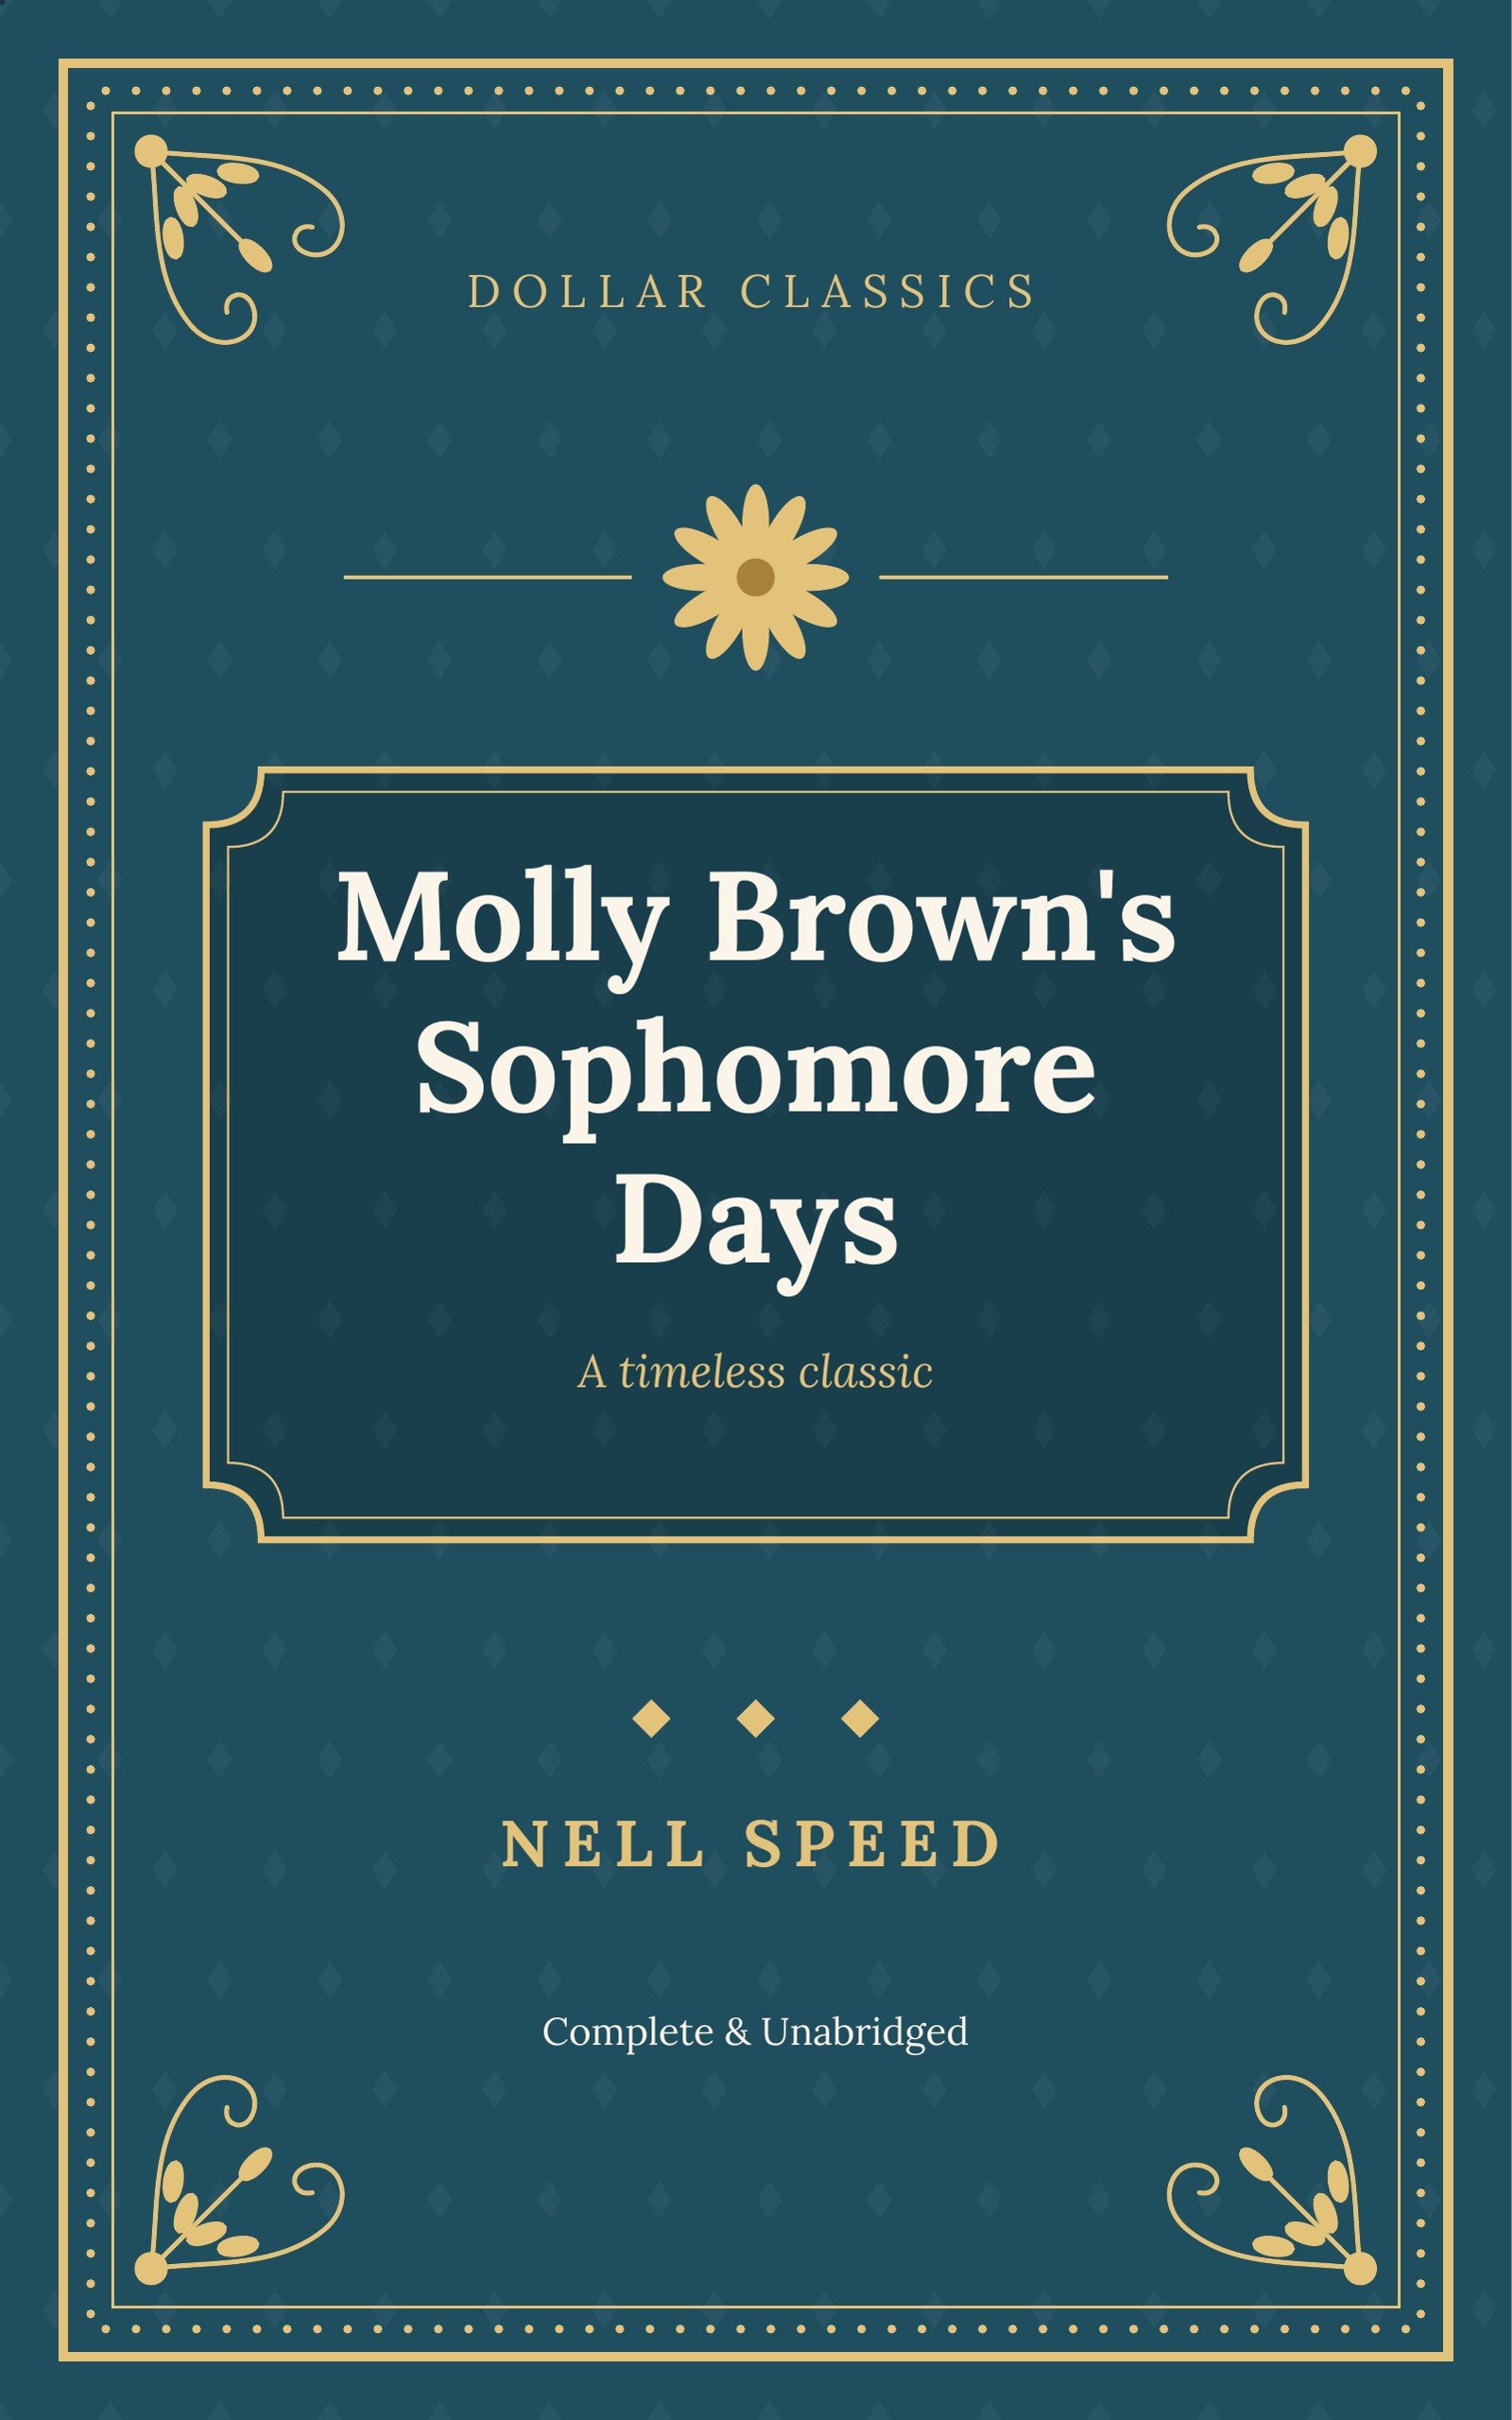 DOLLAR CLASSICS
Molly Brown's
Sophomore
Days
A timeless classic
NELL SPEED
Complete & Unabridged